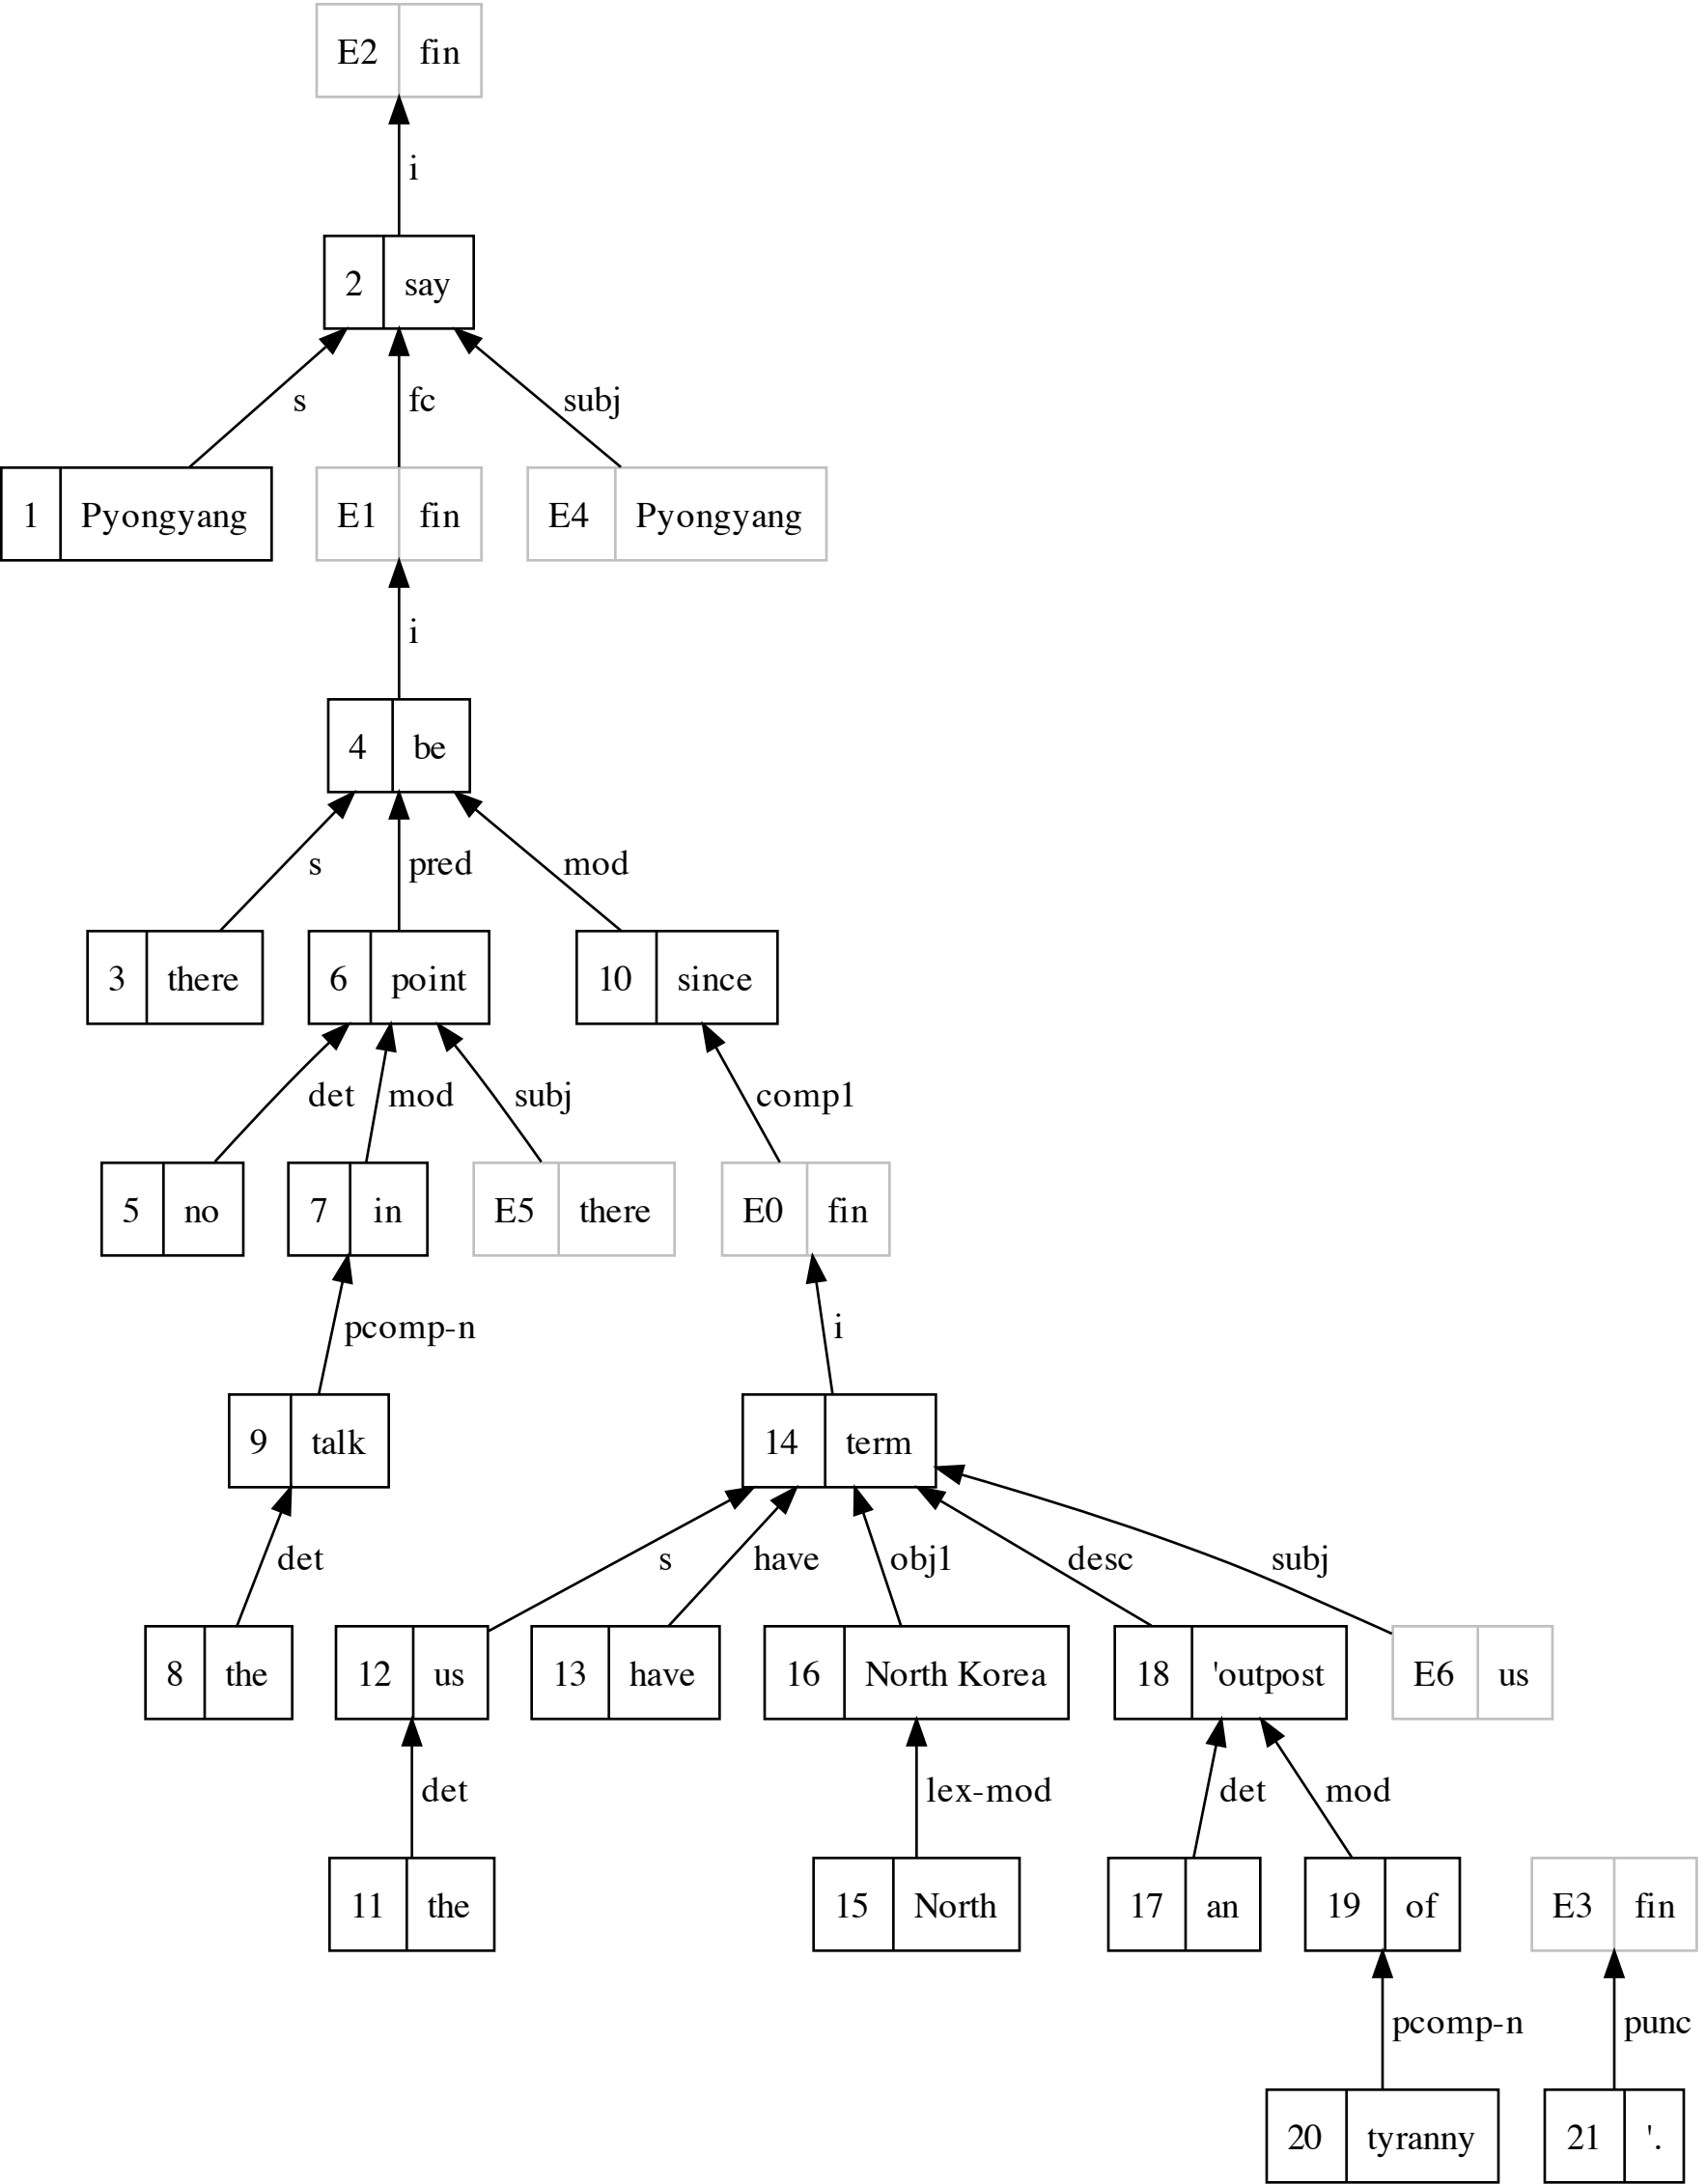 E2 fin
i
2 say
s fc subj
1 Pyongyang E1 fin E4 Pyongyang
i
4 be
s pred mod
3 there 6 point 10 since
det mod subj comp1
5 no 7 in E5 there E0 fin
pcomp-n i
9 talk 14 term
det s have obj1 desc subj
8 the 12 us 13 have 16 North Korea 18 'outpost E6 us
det lex-mod det mod
11 the 15 North 17 an 19 of E3 fin
pcomp-n punc
20 tyranny 21 '.